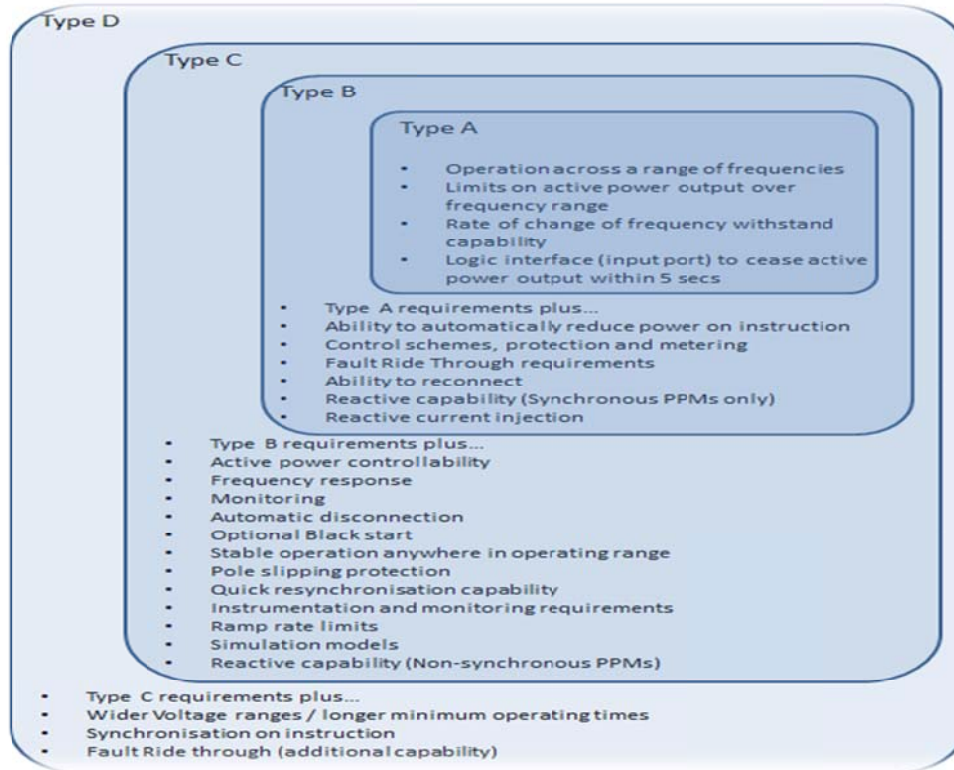 Type D
Type C
Type B
Type A
• Operation across a range of frequencies
• Limits on active power output over
frequency range
• Rate of change of frequency withstand
capability
• Logic interface (input port) to cease active
power output within 5 secs
• Type A requirements plus...
• Ability to automatically reduce power on instruction
• Control schemes, protection and metering
• Fault Ride Through requirements
• Ability to reconnect
• Reactive capability (Synchronous PPMs only)
• Reactive current injection
• Type B requirements plus...
• Active power controllability
• Frequency response
• Monitoring
• Automatic disconnection
• Optional Black start
• Stable operation anywhere in operating range
• Pole slipping protection
• Quick resynchronisation capability
• Instrumentation and monitoring requirements
• Ramp rate limits
• Simulation models
• Reactive capability (Non-synchronous PPMs)
• Type C requirements plus...
• Wider Voltage ranges / longer minimum operating times
• Synchronisation on instruction
• Fault Ride through (additional capability)